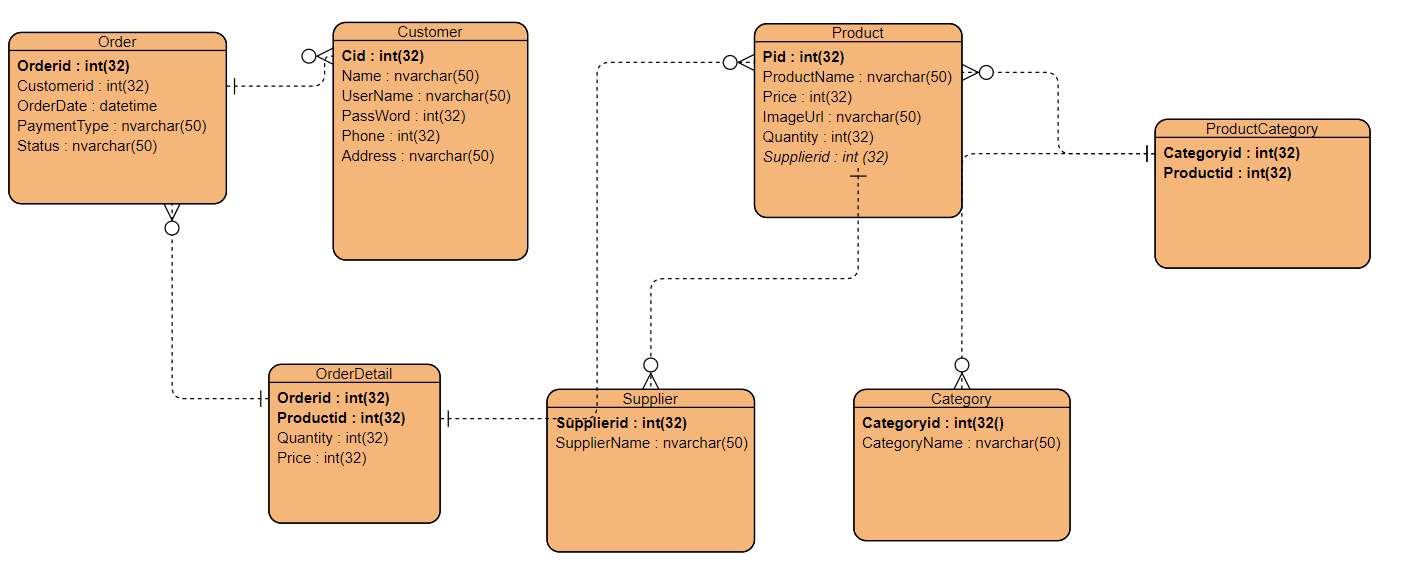 Order
Orderid : int(32)
Customerid : int(32)
OrderDate : datetime
PaymentType : nvarchar(50)
Status : nvarchar(50)
Customer
Cid : int(32)
Name : nvarchar(50)
UserName : nvarchar(50)
PassWord : int(32)
Phone : int(32)
Address : nvarchar(50)
Product
Pid : int(32)
ProductName : nvarchar(50)
Price : int(32)
ImageUrl : nvarchar(50)
Quantity : int(32)
Supplierid : int (32)
ProductCategory
Categoryid : int(32)
Productid : int(32)
OrderDetail
Orderid : int(32)
Productid : int(32)
Quantity : int(32)
Price : int(32)
Supplier
Supplierid : int(32)
SupplierName : nvarchar(50)
Category
Categoryid : int(32()
CategoryName : nvarchar(50)